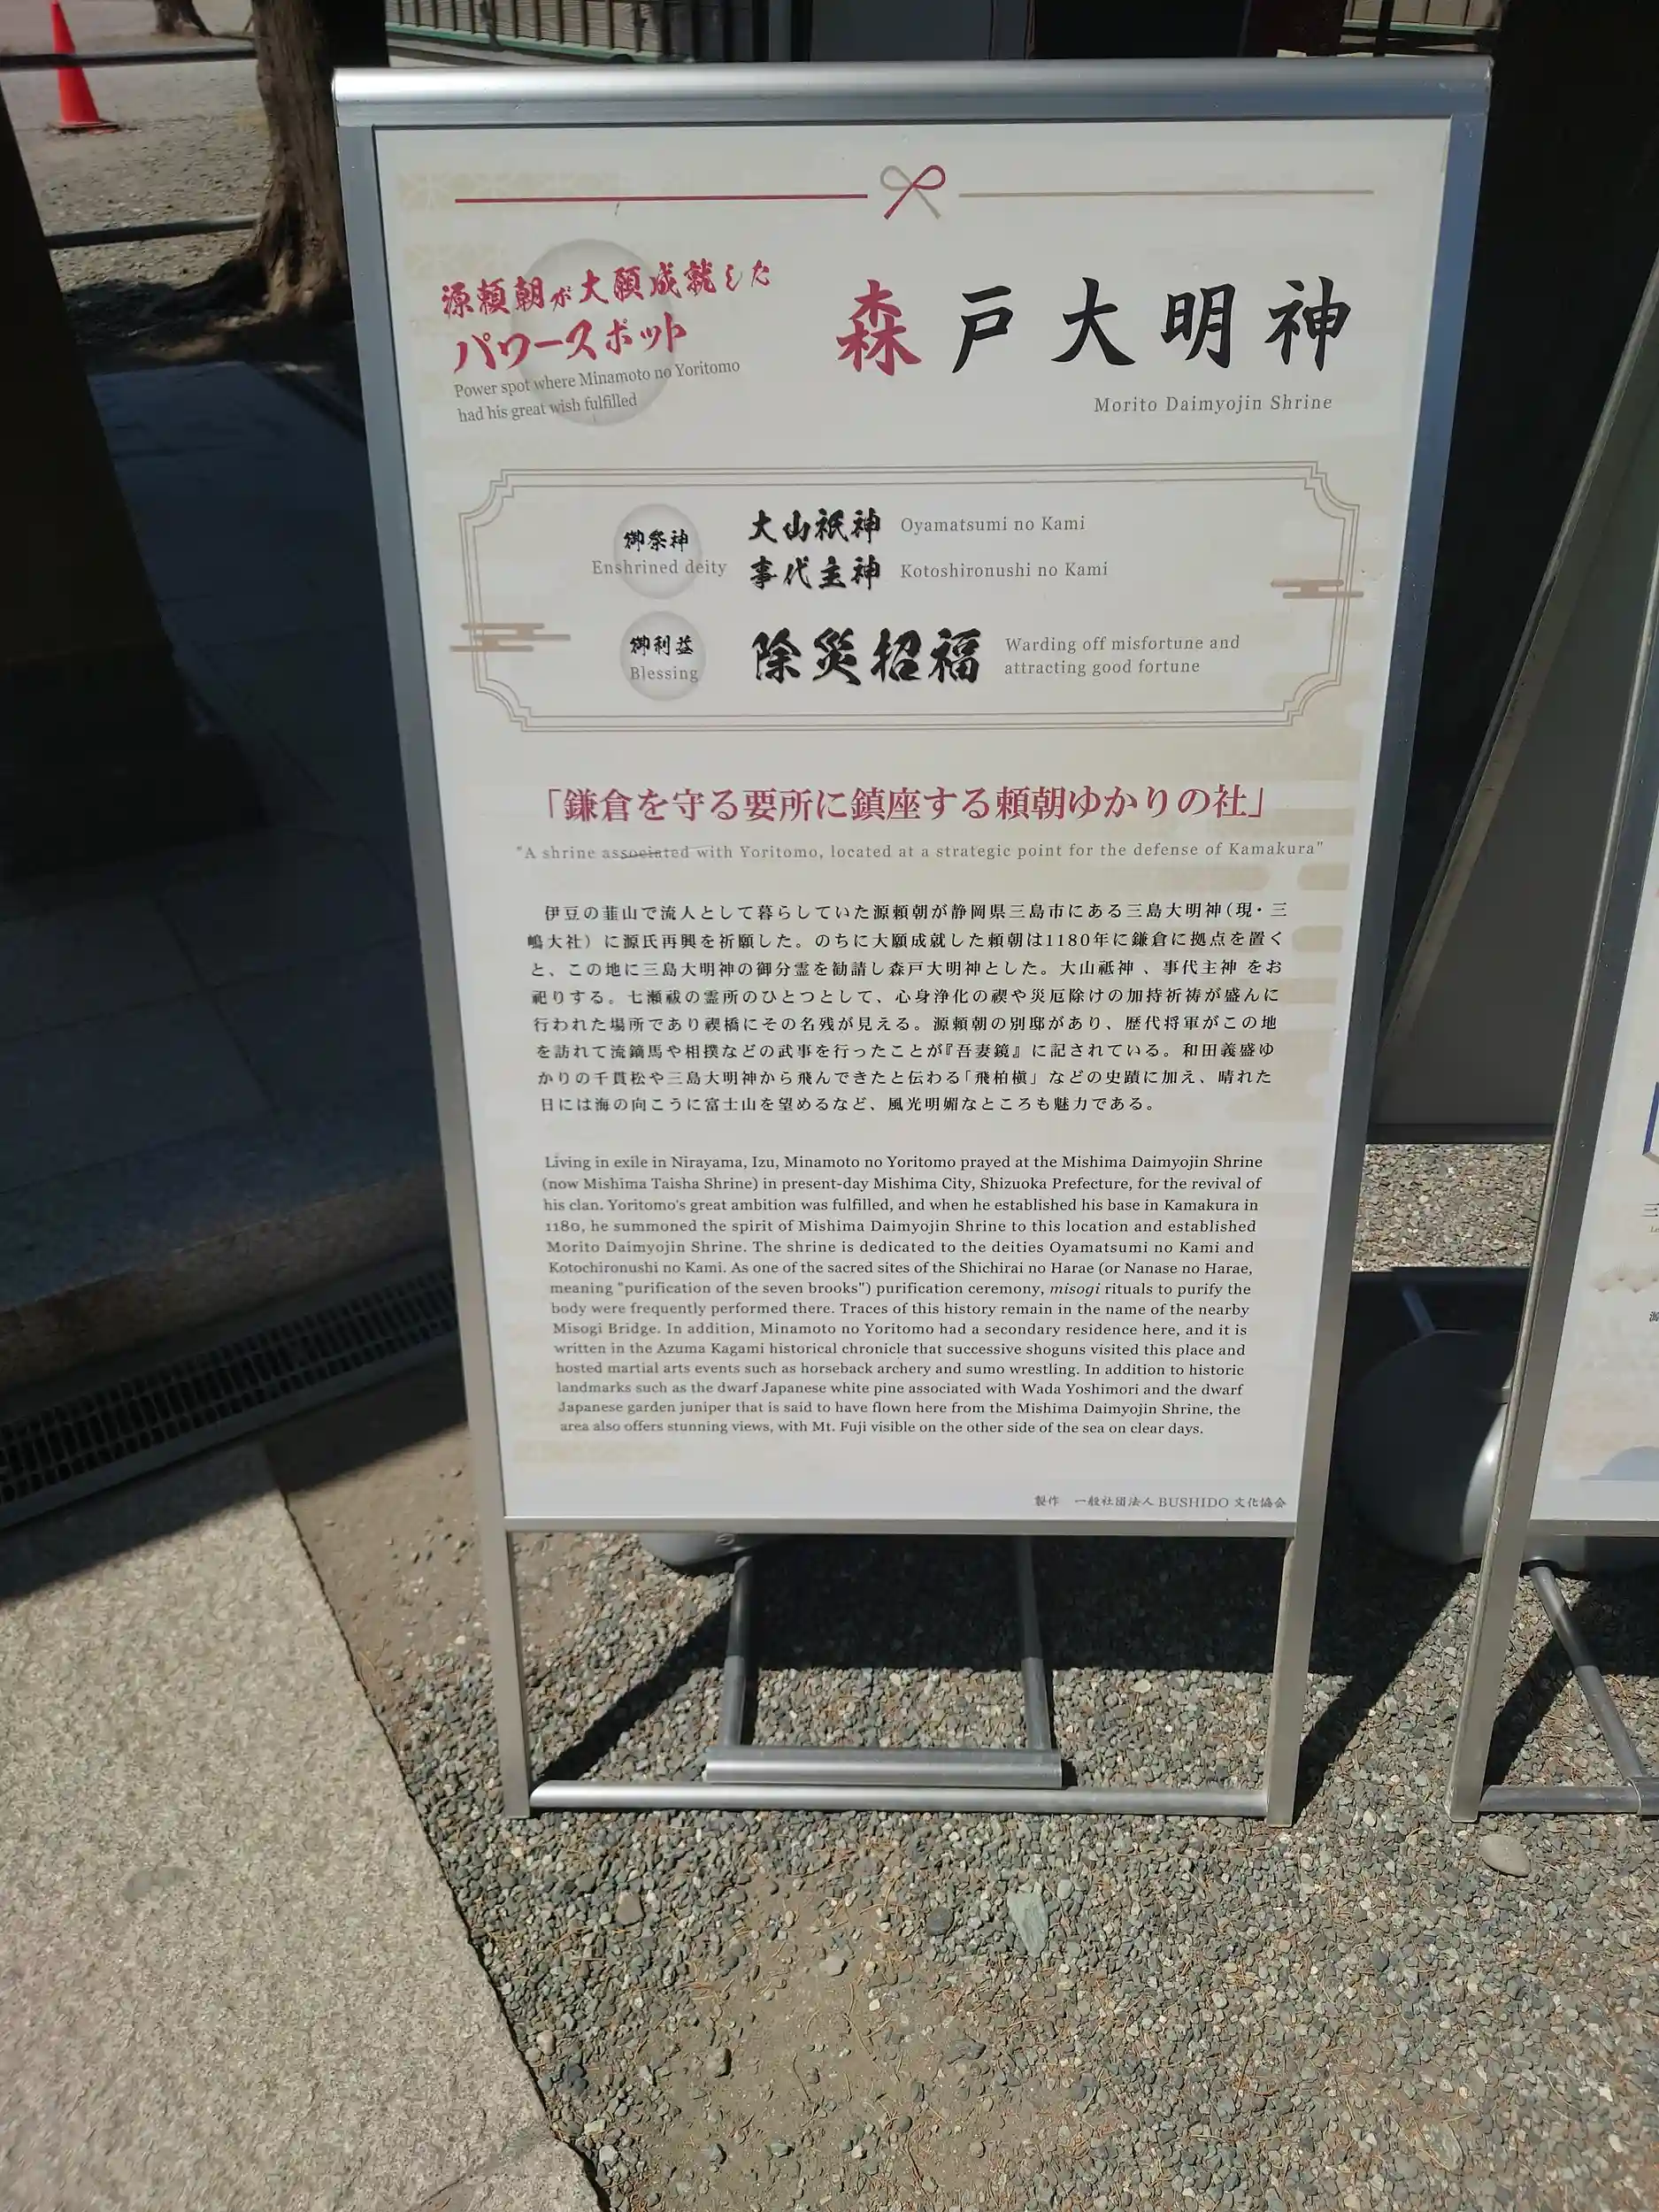 源頼朝が大願成就した
パワースポット
Power spot where Minamoto no Yoritomo
had his great wish fulfilled
森戸大明神
Morito Daimyojin Shrine
御祭神
Enshrined deity
大山祇神 Oyamatsumi no Kami
事代主神 Kotoshironushi no Kami
御利益
Blessing
除災招福
Warding off misfortune and
attracting good fortune
「鎌倉を守る要所に鎮座する頼朝ゆかりの社」
"A shrine associated with Yoritomo, located at a strategic point for the defense of Kamakura"
伊豆の韮山で流人として暮らしていた源頼朝が静岡県三島市にある三島大明神(現・三
嶋大社)に源氏再興を祈願した。のちに大願成就した頼朝は1180年に鎌倉に拠点を置く
と、この地に三島大明神の御分霊を勧請し森戸大明神とした。大山祗神 、事代主神 をお
祀りする。七瀬祓の霊所のひとつとして、心身浄化の禊や災厄除けの加持祈祷が盛んに
行われた場所であり禊橋にその名残が見える。源頼朝の別邸があり、歴代将軍がこの地
を訪れて流鏑馬や相撲などの武事を行ったことが『吾妻鏡』に記されている。和田義盛ゆ
かりの千貫松や三島大明神から飛んできたと伝わる「飛柏槇」などの史蹟に加え、晴れた
日には海の向こうに富士山を望めるなど、風光明媚なところも魅力である。
Living in exile in Nirayama, Izu, Minamoto no Yoritomo prayed at the Mishima Daimyojin Shrine
(now Mishima Taisha Shrine) in present-day Mishima City, Shizuoka Prefecture, for the revival of
his clan. Yoritomo's great ambition was fulfilled, and when he established his base in Kamakura in
1180, he summoned the spirit of Mishima Daimyojin Shrine to this location and established
Morito Daimyojin Shrine. The shrine is dedicated to the deities Oyamatsumi no Kami and
Kotochironushi no Kami. As one of the sacred sites of the Shichirai no Harae (or Nanase no Harae,
meaning "purification of the seven brooks") purification ceremony, misogi rituals to purify the
body were frequently performed there. Traces of this history remain in the name of the nearby
Misogi Bridge. In addition, Minamoto no Yoritomo had a secondary residence here, and it is
written in the Azuma Kagami historical chronicle that successive shoguns visited this place and
hosted martial arts events such as horseback archery and sumo wrestling. In addition to historic
landmarks such as the dwarf Japanese white pine associated with Wada Yoshimori and the dwarf
Japanese garden juniper that is said to have flown here from the Mishima Daimyojin Shrine, the
area also offers stunning views, with Mt. Fuji visible on the other side of the sea on clear days.
製作 一般社団法人 BUSHIDO 文化協会